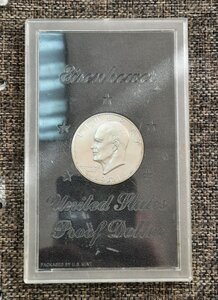 Eisenhower
United States
Proof Dollar
PACKAGED BY U.S. MINT